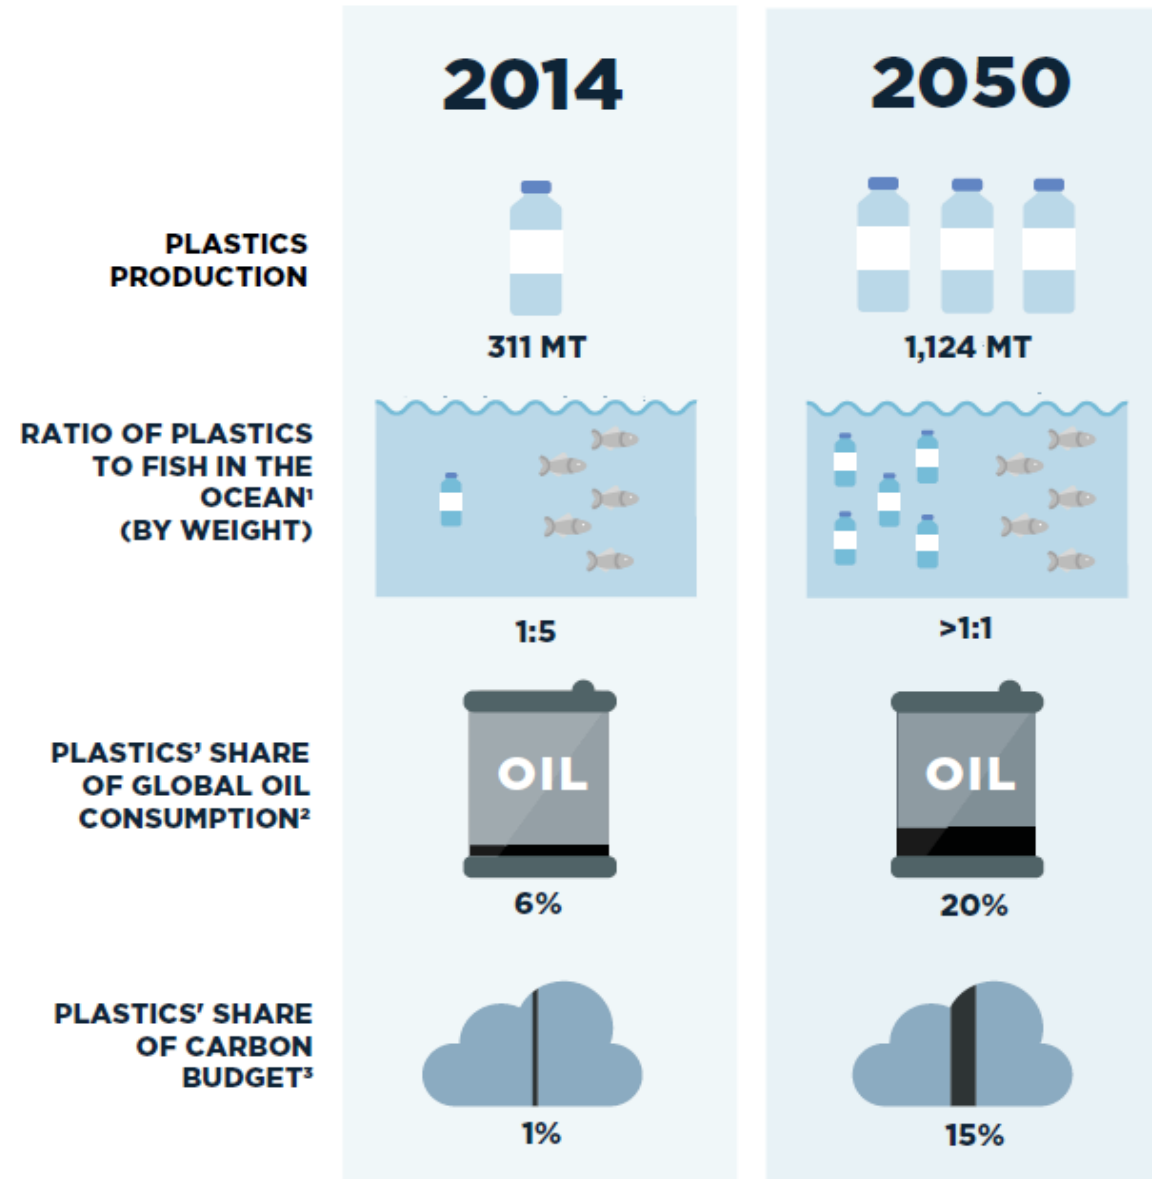 2014
2050
PLASTICS
PRODUCTION
311 MT
1,124 MT
RATIO OF PLASTICS
TO FISH IN THE
OCEAN¹
(BY WEIGHT)
1:5
>1:1
PLASTICS’ SHARE
OF GLOBAL OIL
CONSUMPTION²
OIL
OIL
6%
20%
PLASTICS' SHARE
OF CARBON
BUDGET³
1%
15%